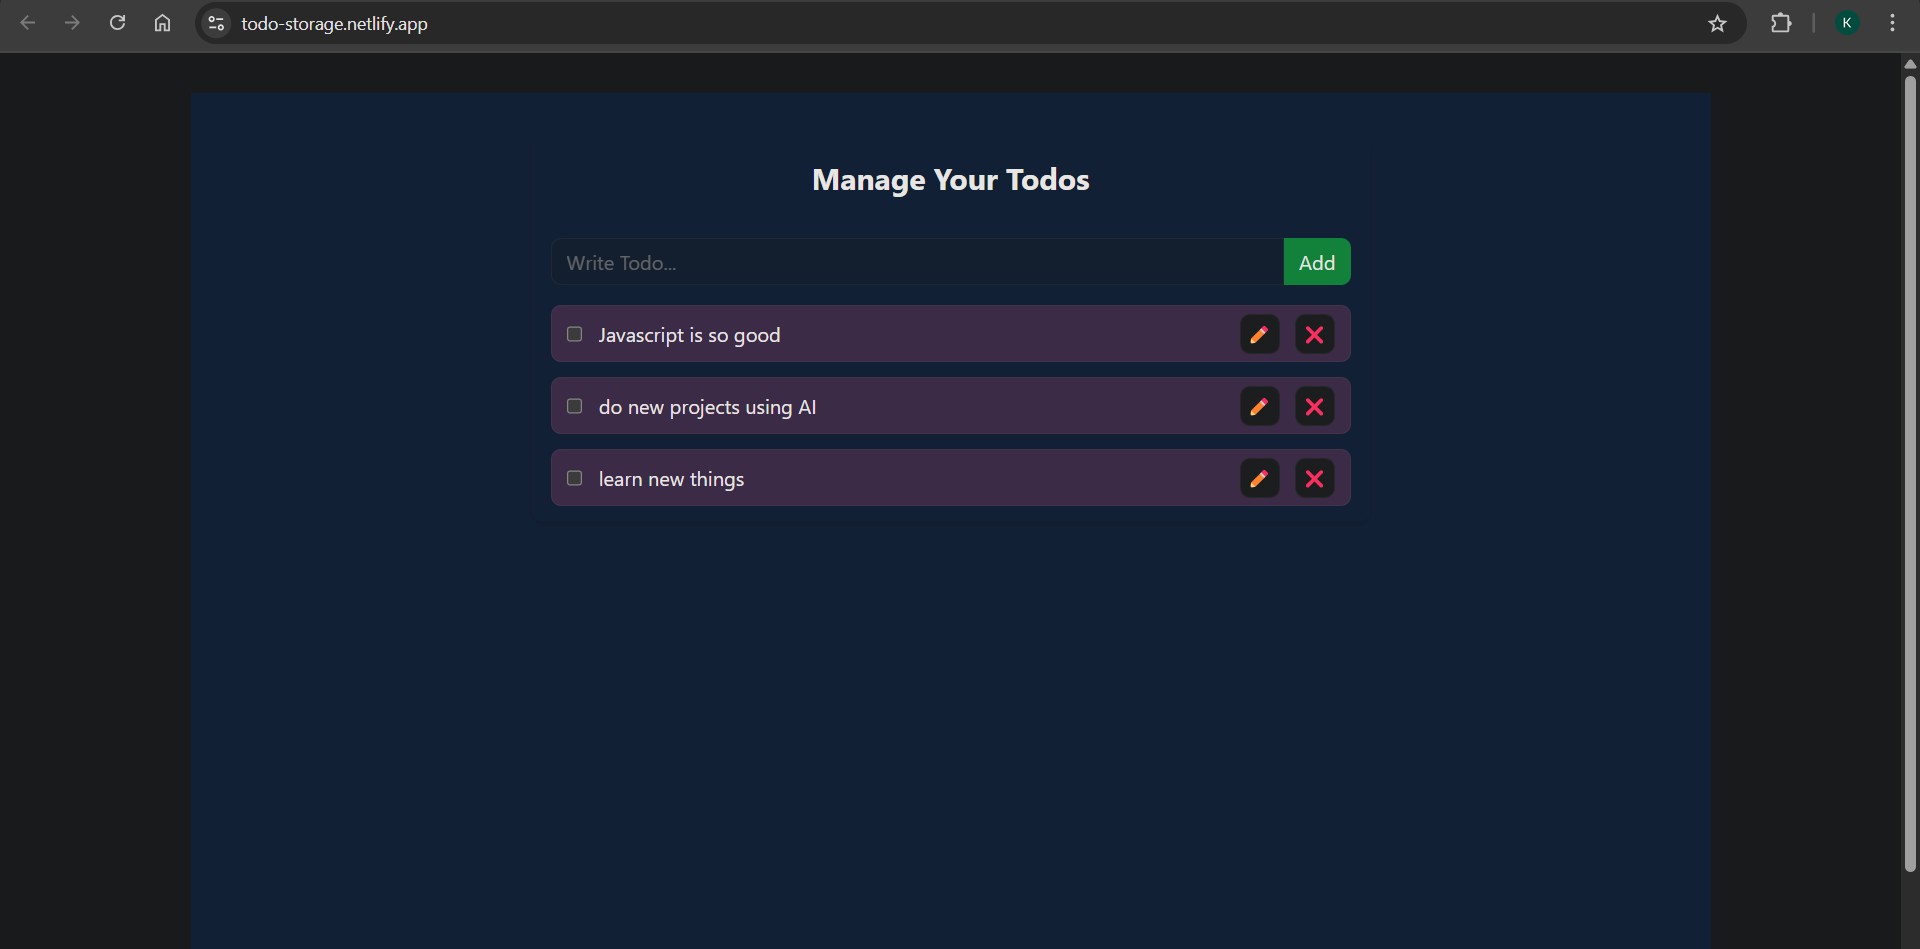 todo-storage.netlify.app
K
Manage Your Todos
Write Todo...
Add
Javascript is so good
do new projects using AI
learn new things